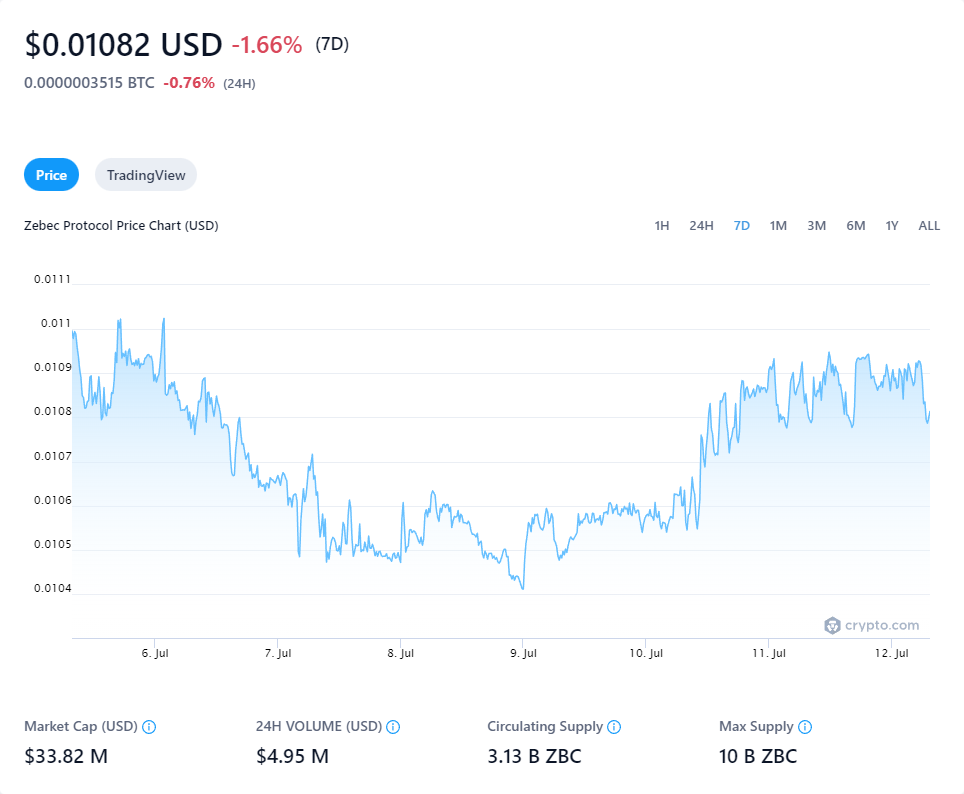 $0.01082 USD -1.66% (7D)
0.0000003515 BTC -0.76% (24H)
Price TradingView
Zebec Protocol Price Chart (USD) 1H 24H 7D 1M 3M 6M 1Y ALL
0.0111
0.011
0.0109
0.0108
0.0107
0.0106
0.0105
0.0104
crypto.com
6. Jul 7. Jul 8. Jul 9. Jul 10. Jul 11. Jul 12. Jul
Market Cap (USD) 24H VOLUME (USD) Circulating Supply Max Supply
$33.82 M $4.95 M 3.13 B ZBC 10 B ZBC